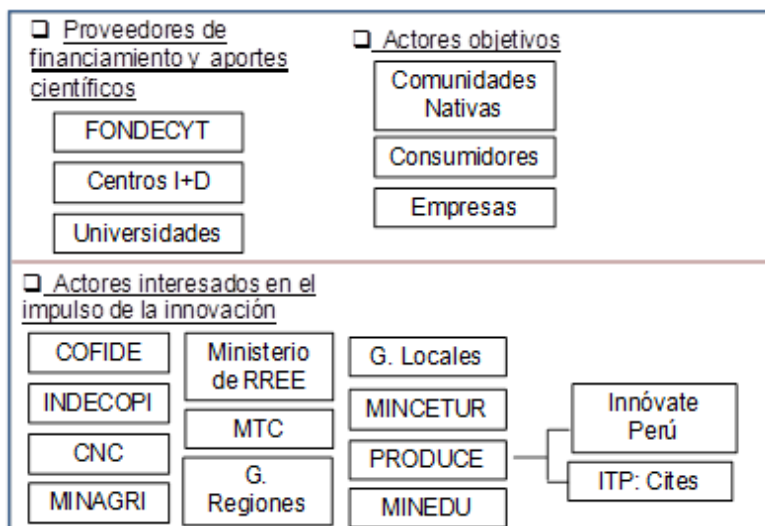 ❑ Proveedores de
financiamiento y aportes
científicos
FONDECYT
Centros I+D
Universidades
❑ Actores objetivos
Comunidades
Nativas
Consumidores
Empresas
❑ Actores interesados en el
impulso de la innovación
COFIDE
INDECOPI
CNC
MINAGRI
Ministerio
de RREE
MTC
G.
Regiones
G. Locales
MINCETUR
PRODUCE
MINEDU
Innóvate
Perú
ITP: Cites